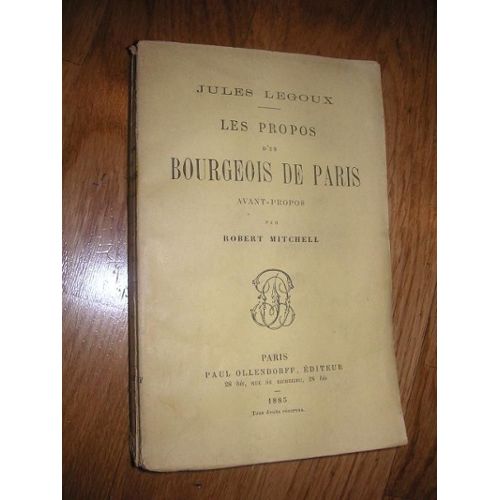 JULES LEGOUX
LES PROPOS
D'UN
BOURGEOIS DE PARIS
AVANT-PROPOS
PAR
ROBERT MITCHELL
PARIS
PAUL OLLENDORFF, ÉDITEUR
28 bis, RUE DE RICHELIEU, 28 bis
1885
Tous droits réservés.